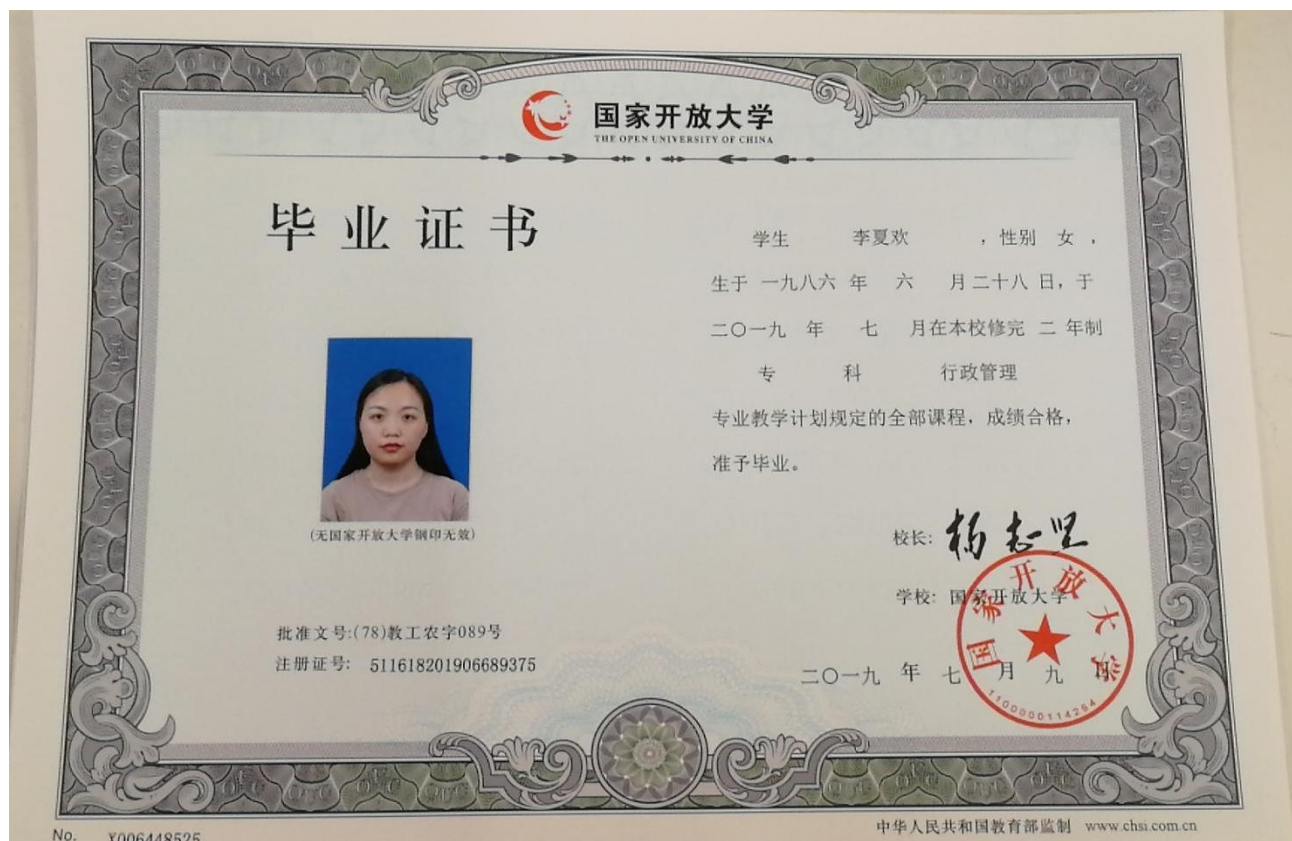 国家开放大学
THE OPEN UNIVERSITY OF CHINA
毕业证书
学生 李夏欢 ，性别 女 ，
生于 一九八六 年 六 月 二十八 日，于
二〇一九 年 七 月在本校修完 二 年制
专 科 行政管理
专业教学计划规定的全部课程，成绩合格，
准予毕业。
(无国家开放大学钢印无效)
校长: 杨志坚
学校: 国家开放大学
二〇一九 年 七 月 九 日
国家开放大学
1100000114264
批准文号:(78)教工农字089号
注册证号: 511618201906689375
No. Y006448525
中华人民共和国教育部监制 www.chsi.com.cn